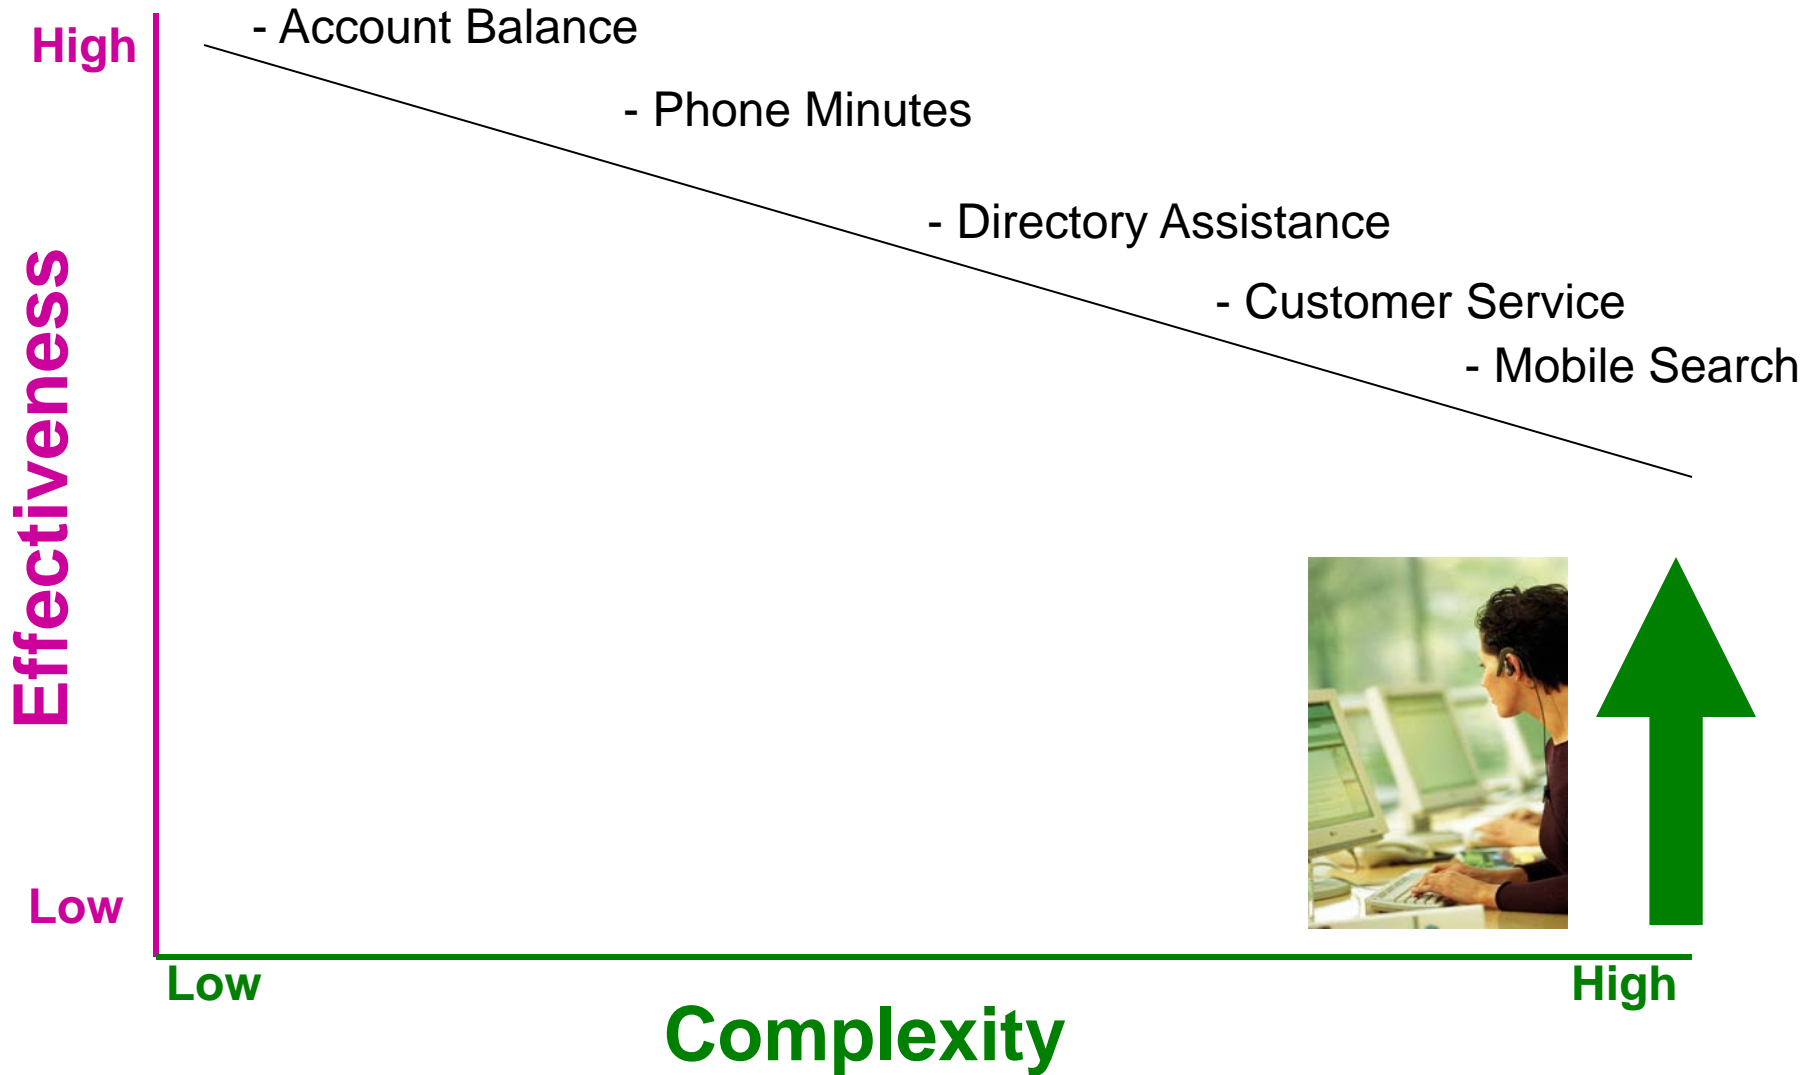 High
- Account Balance
- Phone Minutes
- Directory Assistance
- Customer Service
- Mobile Search
Effectiveness
Low
Low
High
Complexity